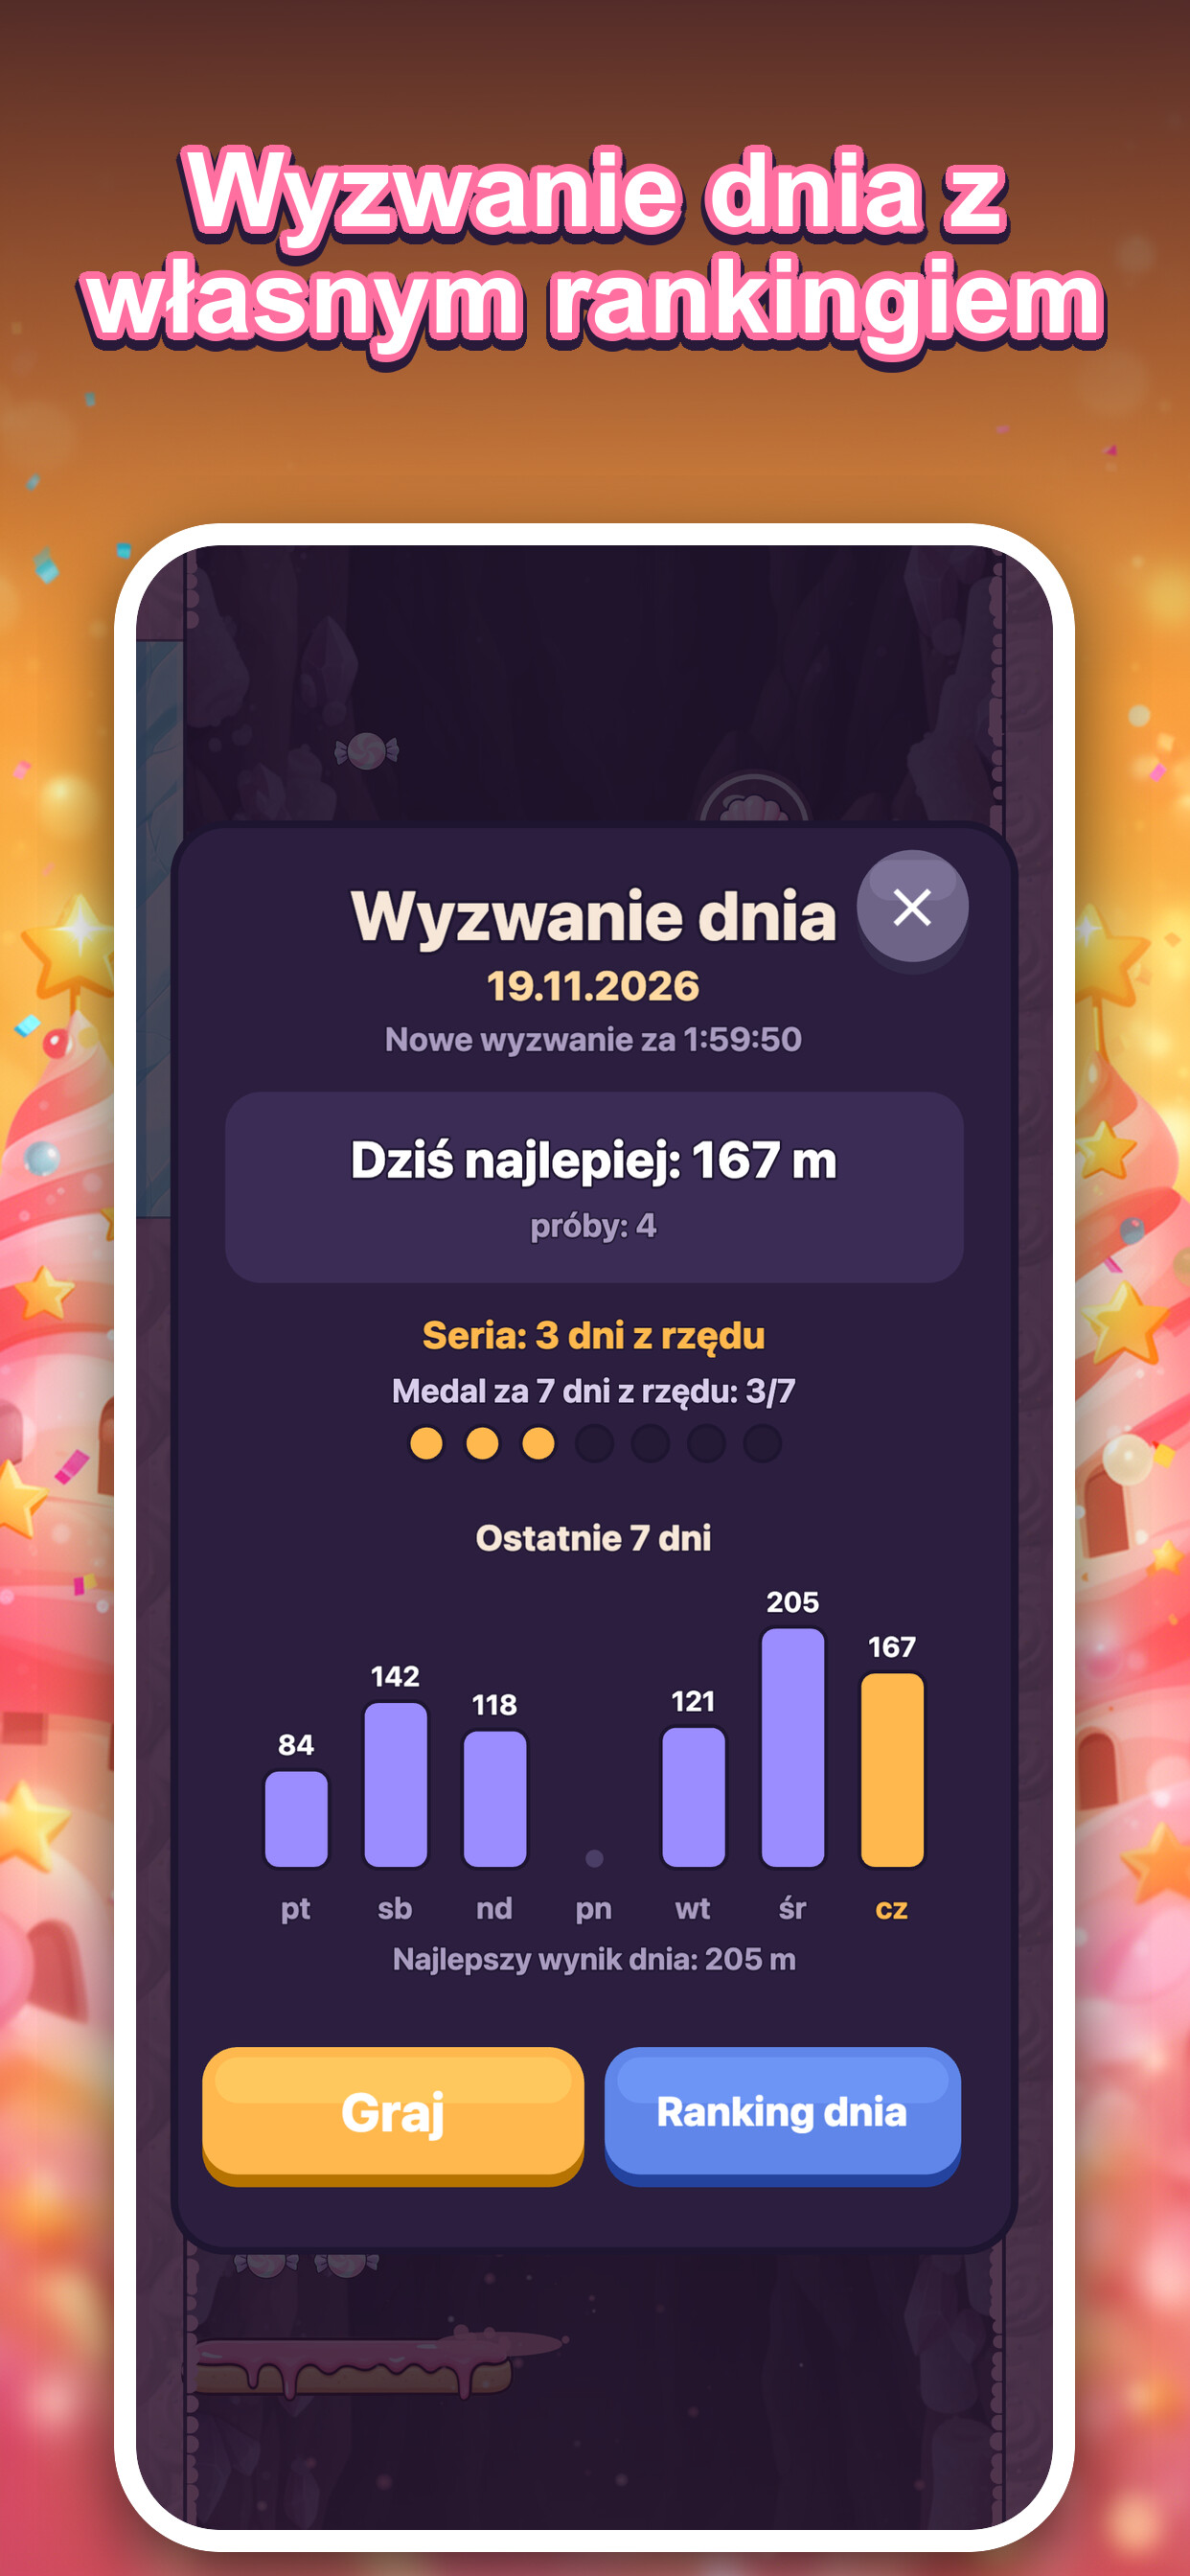 Wyzwanie dnia z
własnym rankingiem
Wyzwanie dnia
19.11.2026
Nowe wyzwanie za 1:59:50
Dziś najlepiej: 167 m
próby: 4
Seria: 3 dni z rzędu
Medal za 7 dni z rzędu: 3/7
Ostatnie 7 dni
84 142 118 121 205 167
pt sb nd pn wt śr cz
Najlepszy wynik dnia: 205 m
Graj
Ranking dnia